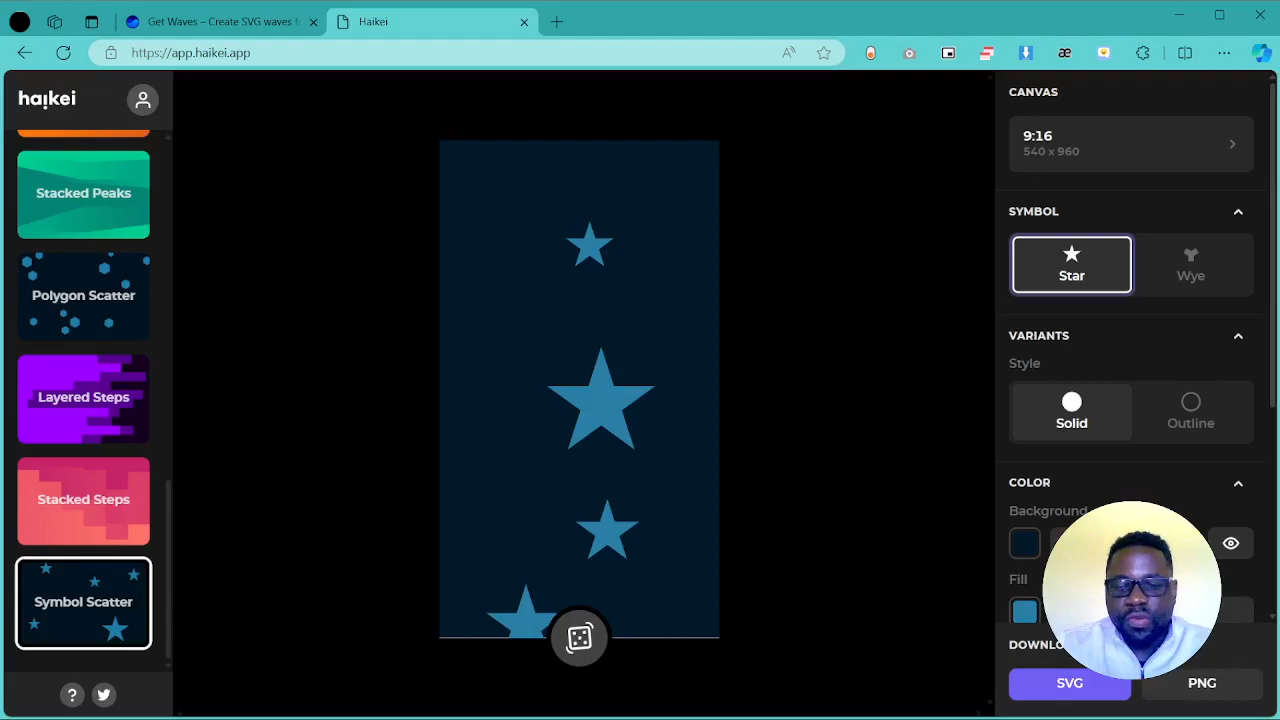 Get Waves – Create SVG waves f
Haikei
https://app.haikei.app
haikei
Stacked Peaks
Polygon Scatter
Layered Steps
Stacked Steps
Symbol Scatter
CANVAS
9:16
540 x 960
SYMBOL
Star
Wye
VARIANTS
Style
Solid
Outline
COLOR
Background
Fill
SVG
PNG